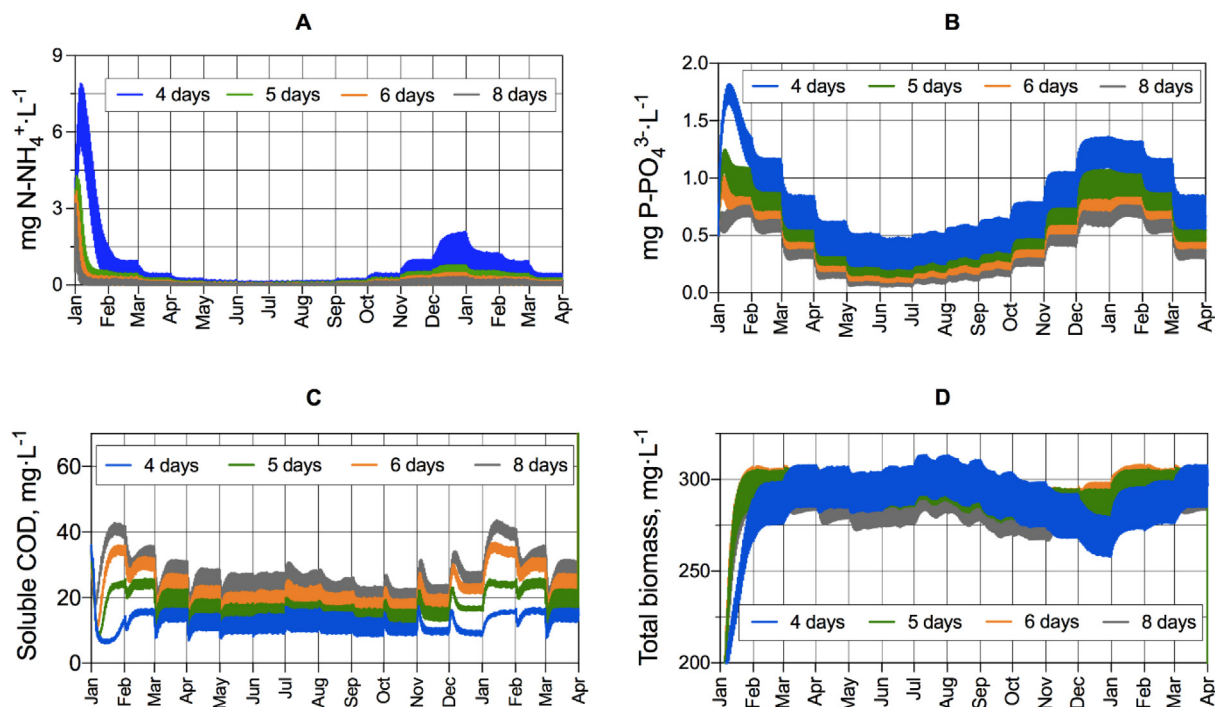 A
mg N-NH₄⁺·L⁻¹
9
6
3
0
4 days 5 days 6 days 8 days
Jan Feb Mar Apr May Jun Jul Aug Sep Oct Nov Dec Jan Feb Mar Apr
B
mg P-PO₄³⁻·L⁻¹
2.0
1.5
1.0
0.5
0.0
4 days 5 days 6 days 8 days
Jan Feb Mar Apr May Jun Jul Aug Sep Oct Nov Dec Jan Feb Mar Apr
C
Soluble COD, mg·L⁻¹
60
40
20
0
4 days 5 days 6 days 8 days
Jan Feb Mar Apr May Jun Jul Aug Sep Oct Nov Dec Jan Feb Mar Apr
D
Total biomass, mg·L⁻¹
300
250
200
4 days 5 days 6 days 8 days
Jan Feb Mar Apr May Jun Jul Aug Sep Oct Nov Dec Jan Feb Mar Apr